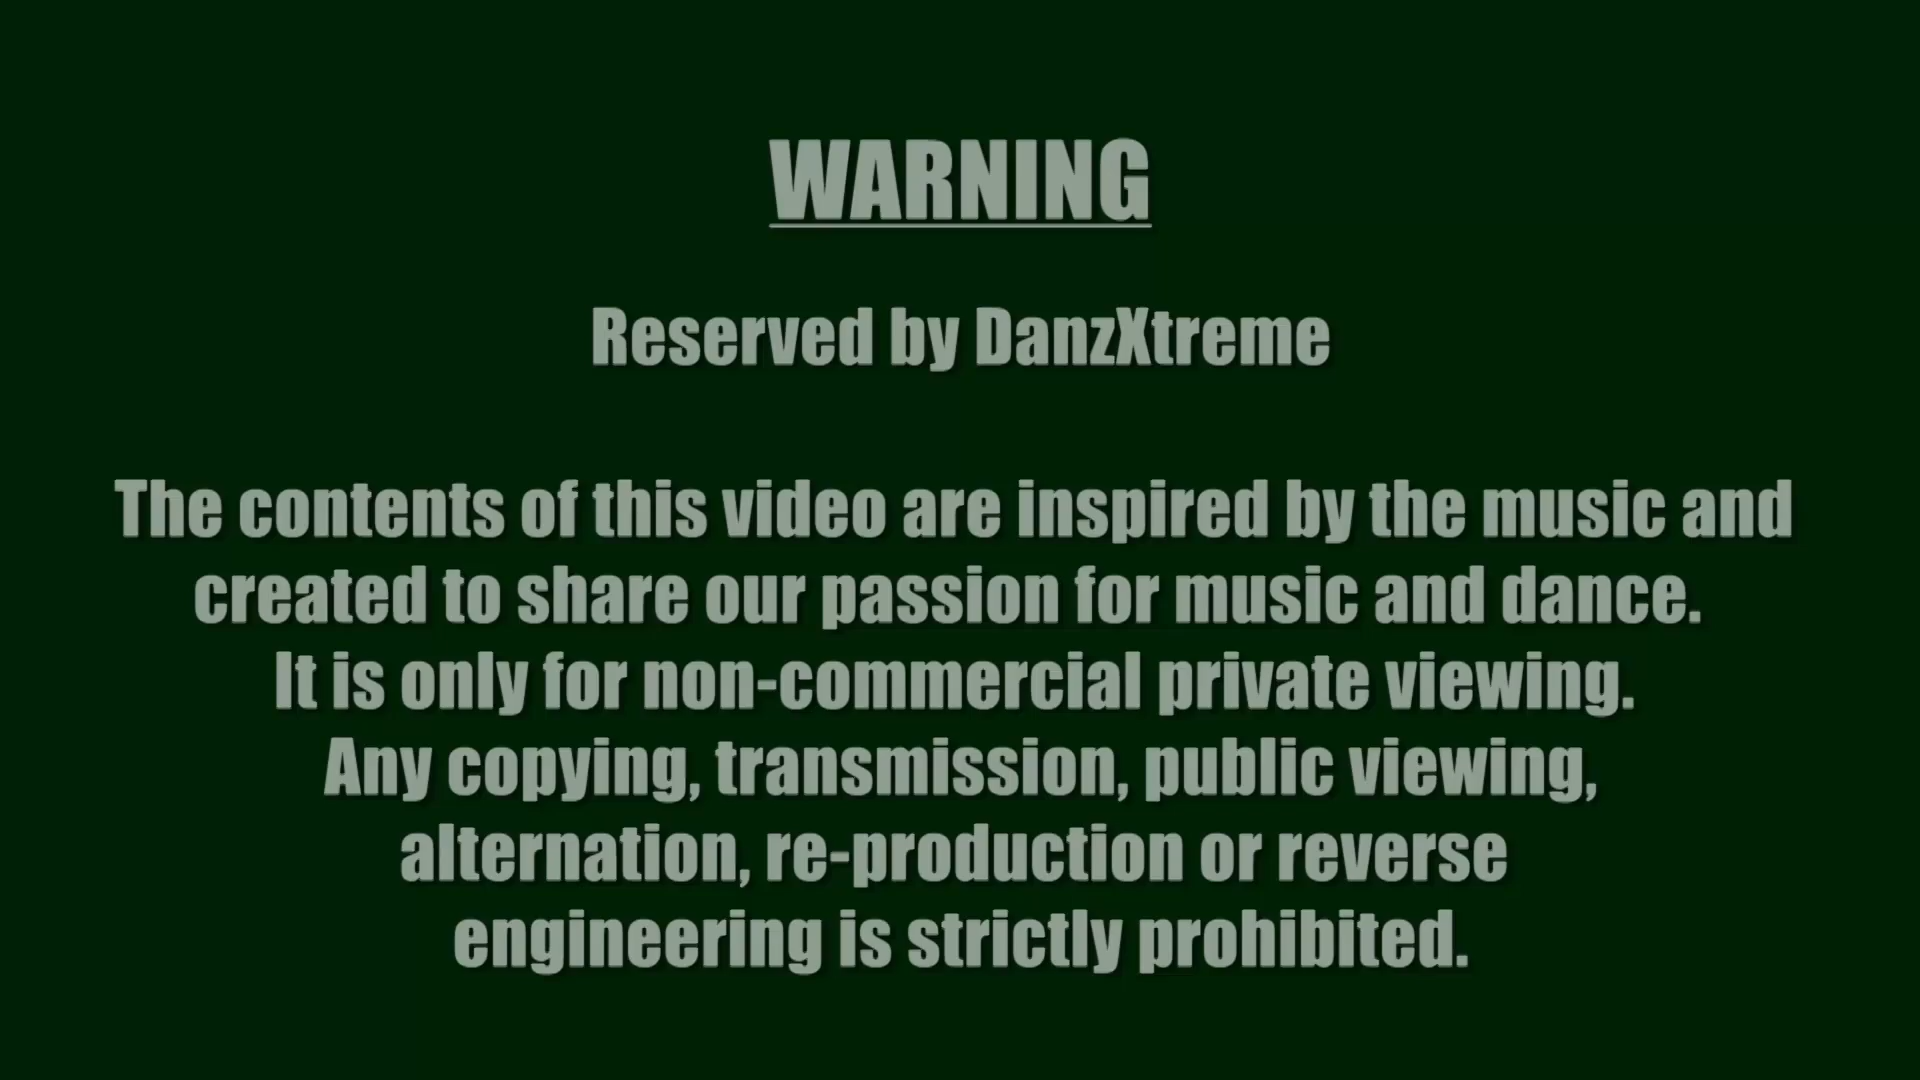 WARNING
Reserved by DanzXtreme
The contents of this video are inspired by the music and
created to share our passion for music and dance.
It is only for non-commercial private viewing.
Any copying, transmission, public viewing,
alternation, re-production or reverse
engineering is strictly prohibited.